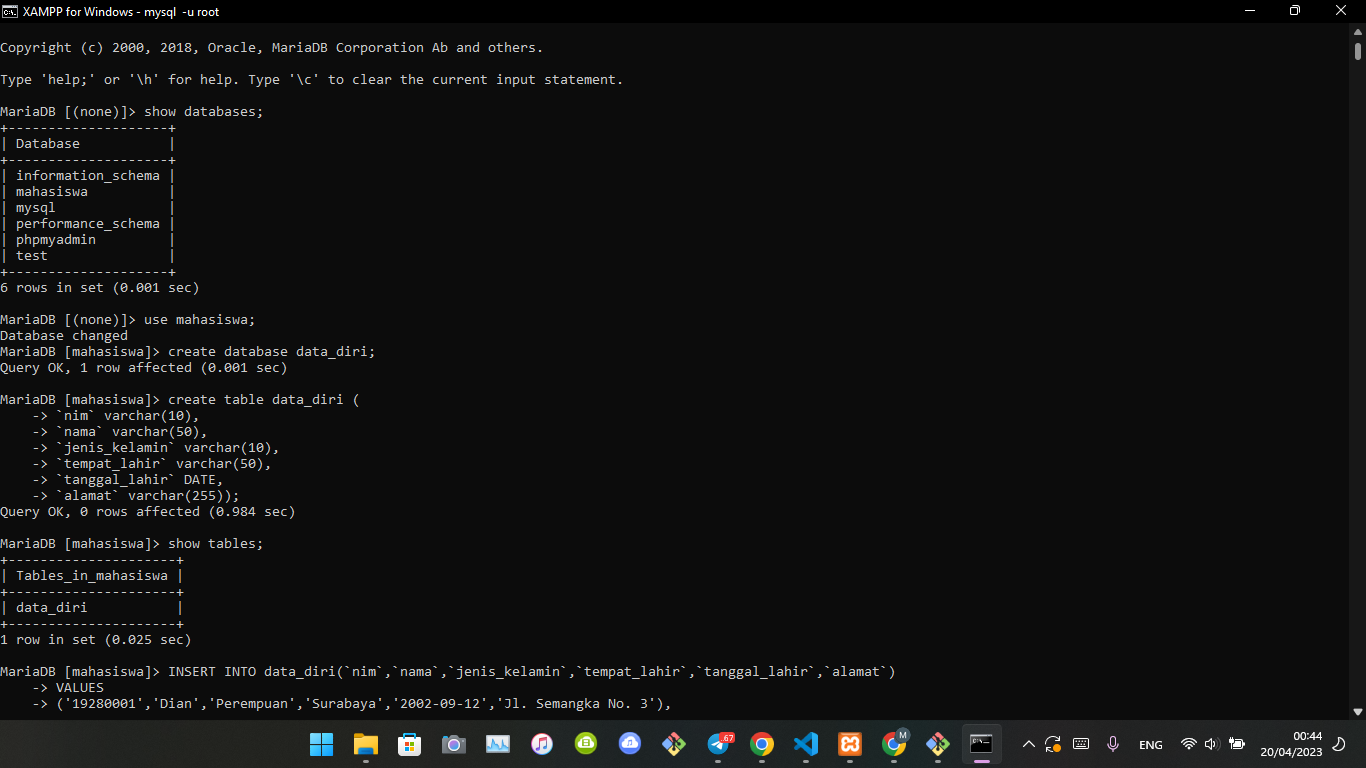 XAMPP for Windows - mysql  -u root
Copyright (c) 2000, 2018, Oracle, MariaDB Corporation Ab and others.
Type 'help;' or '\h' for help. Type '\c' to clear the current input statement.
MariaDB [(none)]> show databases;
+--------------------+
| Database           |
+--------------------+
| information_schema |
| mahasiswa          |
| mysql              |
| performance_schema |
| phpmyadmin         |
| test               |
+--------------------+
6 rows in set (0.001 sec)
MariaDB [(none)]> use mahasiswa;
Database changed
MariaDB [mahasiswa]> create database data_diri;
Query OK, 1 row affected (0.001 sec)
MariaDB [mahasiswa]> create table data_diri (
    -> `nim` varchar(10),
    -> `nama` varchar(50),
    -> `jenis_kelamin` varchar(10),
    -> `tempat_lahir` varchar(50),
    -> `tanggal_lahir` DATE,
    -> `alamat` varchar(255));
Query OK, 0 rows affected (0.984 sec)
MariaDB [mahasiswa]> show tables;
+---------------------+
| Tables_in_mahasiswa |
+---------------------+
| data_diri           |
+---------------------+
1 row in set (0.025 sec)
MariaDB [mahasiswa]> INSERT INTO data_diri(`nim`,`nama`,`jenis_kelamin`,`tempat_lahir`,`tanggal_lahir`,`alamat`)
    -> VALUES
    -> ('19280001','Dian','Perempuan','Surabaya','2002-09-12','Jl. Semangka No. 3'),
67
M
ENG
00:44
20/04/2023